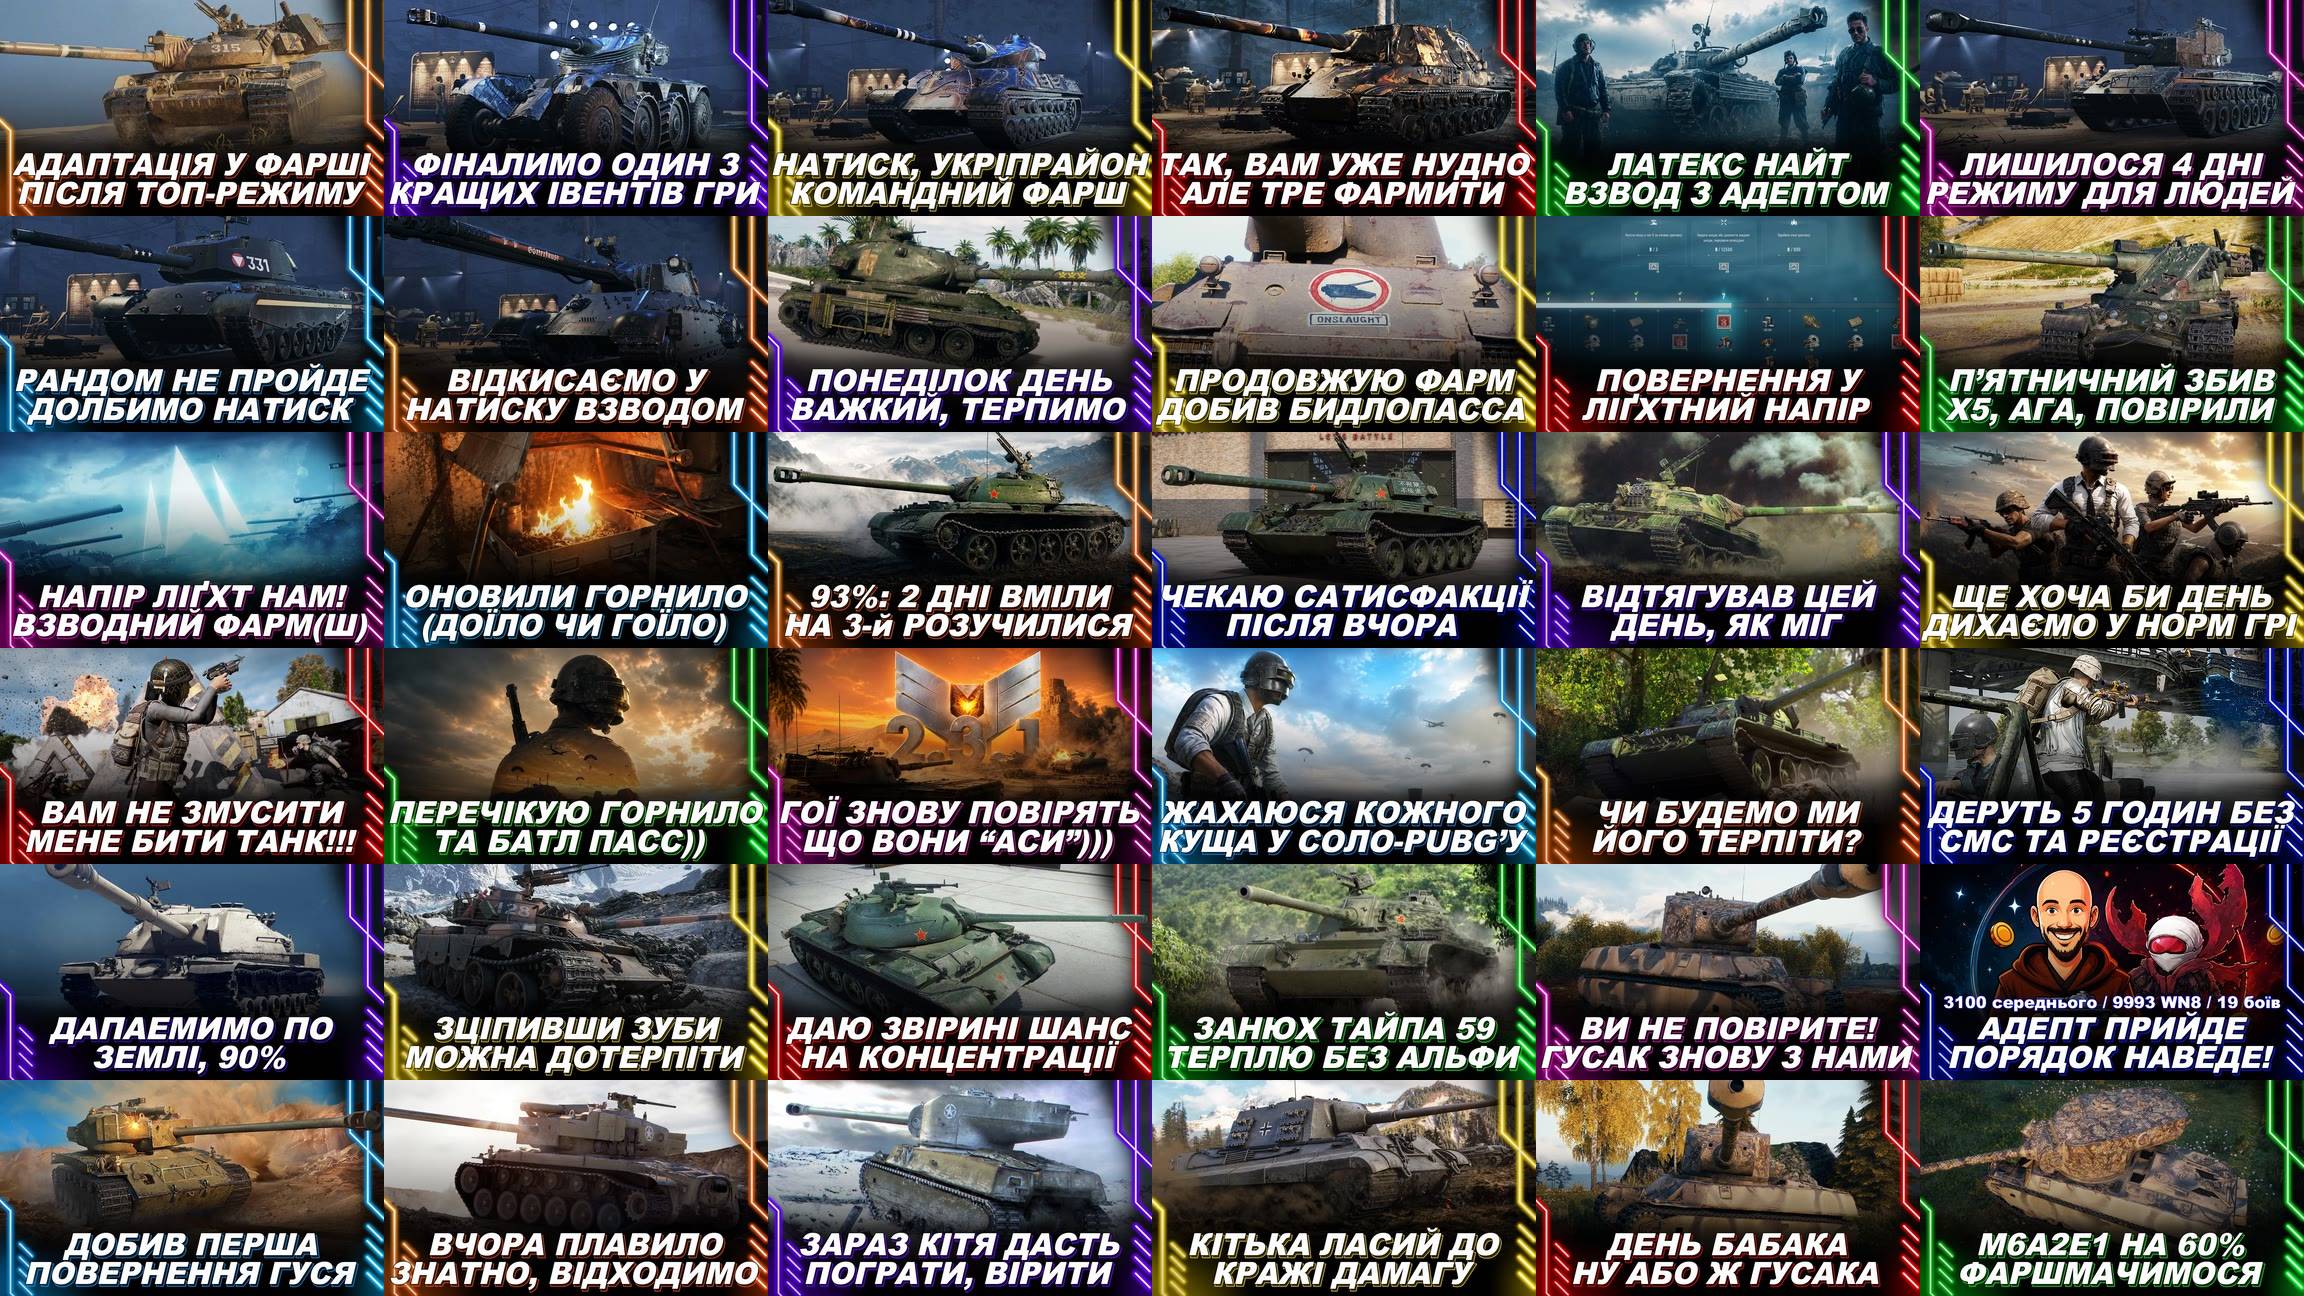 315
АДАПТАЦІЯ У ФАРШІ
ПІСЛЯ ТОП-РЕЖИМУ
ФІНАЛИМО ОДИН З
КРАЩИХ ІВЕНТІВ ГРИ
НАТИСК, УКРІПРАЙОН
КОМАНДНИЙ ФАРШ
ТАК, ВАМ УЖЕ НУДНО
АЛЕ ТРЕ ФАРМИТИ
ЛАТЕКС НАЙТ
ВЗВОД З АДЕПТОМ
ЛИШИЛОСЯ 4 ДНІ
РЕЖИМУ ДЛЯ ЛЮДЕЙ
331
РАНДОМ НЕ ПРОЙДЕ
ДОЛБИМО НАТИСК
ВІДКИСАЄМО У
НАТИСКУ ВЗВОДОМ
ПОНЕДІЛОК ДЕНЬ
ВАЖКИЙ, ТЕРПИМО
ONSLAUGHT
ПРОДОВЖУЮ ФАРМ
ДОБИВ БИДЛОПАССА
ПОВЕРНЕННЯ У
ЛІҐХТНИЙ НАПІР
П’ЯТНИЧНИЙ ЗБИВ
Х5, АГА, ПОВІРИЛИ
НАПІР ЛІҐХТ НАМ!
ВЗВОДНИЙ ФАРМ(Ш)
ОНОВИЛИ ГОРНИЛО
(ДОЇЛО ЧИ ГОЇЛО)
93%: 2 ДНІ ВМІЛИ
НА 3-й РОЗУЧИЛИСЯ
ЧЕКАЮ САТИСФАКЦІЇ
ПІСЛЯ ВЧОРА
ВІДТЯГУВАВ ЦЕЙ
ДЕНЬ, ЯК МІГ
ЩЕ ХОЧА БИ ДЕНЬ
ДИХАЄМО У НОРМ ГРІ
ВАМ НЕ ЗМУСИТИ
МЕНЕ БИТИ ТАНК!!!
ПЕРЕЧІКУЮ ГОРНИЛО
ТА БАТЛ ПАСС))
2.3.1
ГОЇ ЗНОВУ ПОВІРЯТЬ
ЩО ВОНИ “АСИ”)))
ЖАХАЮСЯ КОЖНОГО
КУЩА У СОЛО-PUBG’У
ЧИ БУДЕМО МИ
ЙОГО ТЕРПІТИ?
ДЕРУТЬ 5 ГОДИН БЕЗ
СМС ТА РЕЄСТРАЦІЇ
ДАПАЕМИМО ПО
ЗЕМЛІ, 90%
ЗЦІПИВШИ ЗУБИ
МОЖНА ДОТЕРПІТИ
ДАЮ ЗВІРИНІ ШАНС
НА КОНЦЕНТРАЦІЇ
ЗАНЮХ ТАЙПА 59
ТЕРПЛЮ БЕЗ АЛЬФИ
ВИ НЕ ПОВІРИТЕ!
ГУСАК ЗНОВУ З НАМИ
3100 середнього / 9993 WN8 / 19 боїв
АДЕПТ ПРИЙДЕ
ПОРЯДОК НАВЕДЕ!
ДОБИВ ПЕРША
ПОВЕРНЕННЯ ГУСЯ
ВЧОРА ПЛАВИЛО
ЗНАТНО, ВІДХОДИМО
ЗАРАЗ КІТЯ ДАСТЬ
ПОГРАТИ, ВІРИТИ
КІТЬКА ЛАСИЙ ДО
КРАЖІ ДАМАГУ
ДЕНЬ БАБАКА
НУ АБО Ж ГУСАКА
М6А2Е1 НА 60%
ФАРШМАЧИМОСЯ